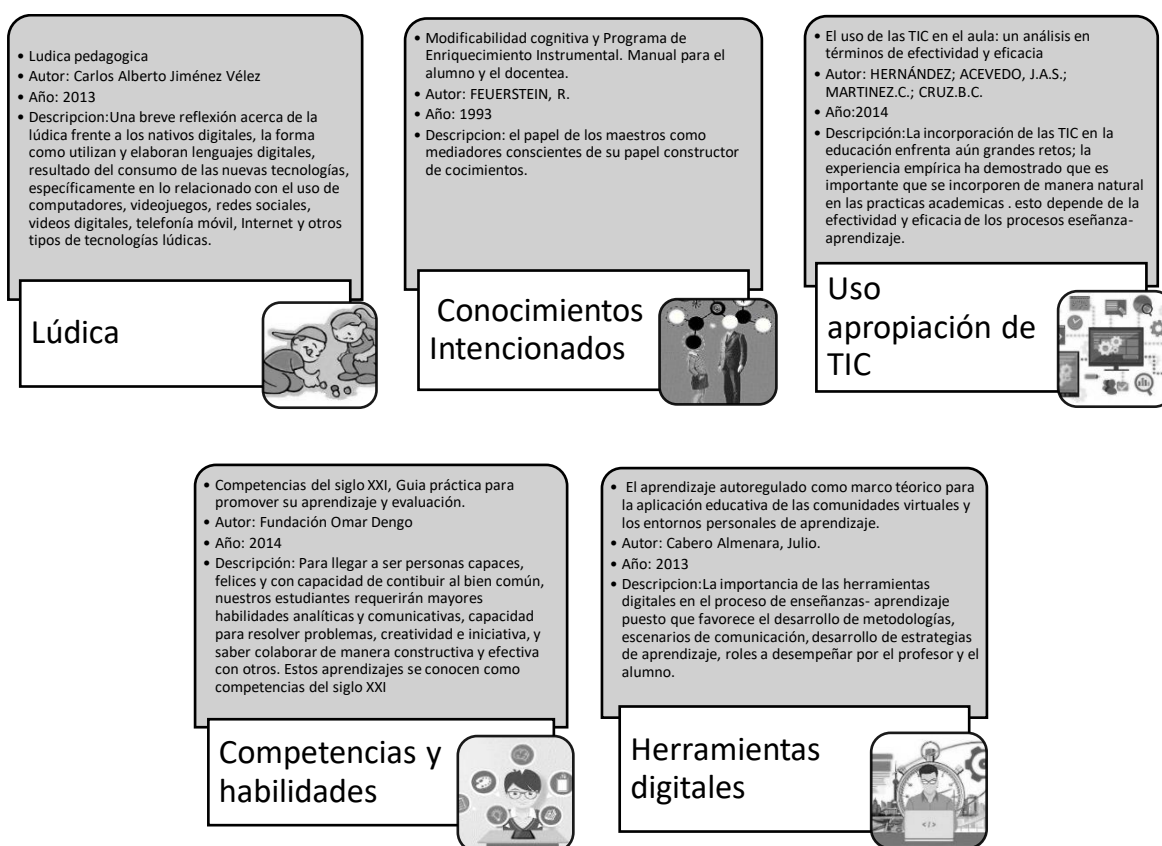 • Ludica pedagogica
• Autor: Carlos Alberto Jiménez Vélez
• Año: 2013
• Descripcion:Una breve reflexión acerca de la
lúdica frente a los nativos digitales, la forma
como utilizan y elaboran lenguajes digitales,
resultado del consumo de las nuevas tecnologías,
específicamente en lo relacionado con el uso de
computadores, videojuegos, redes sociales,
videos digitales, telefonía móvil, Internet y otros
tipos de tecnologías lúdicas.
Lúdica
• Modificabilidad cognitiva y Programa de
Enriquecimiento Instrumental. Manual para el
alumno y el docentea.
• Autor: FEUERSTEIN, R.
• Año: 1993
• Descripcion: el papel de los maestros como
mediadores conscientes de su papel constructor
de cocimientos.
Conocimientos
Intencionados
• El uso de las TIC en el aula: un análisis en
términos de efectividad y eficacia
• Autor: HERNÁNDEZ; ACEVEDO, J.A.S.;
MARTINEZ.C.; CRUZ.B.C.
• Año:2014
• Descripción:La incorporación de las TIC en la
educación enfrenta aún grandes retos; la
experiencia empírica ha demostrado que es
importante que se incorporen de manera natural
en las practicas academicas . esto depende de la
efectividad y eficacia de los procesos eseñanza-
aprendizaje.
Uso
apropiación de
TIC
• Competencias del siglo XXI, Guia práctica para
promover su aprendizaje y evaluación.
• Autor: Fundación Omar Dengo
• Año: 2014
• Descripción: Para llegar a ser personas capaces,
felices y con capacidad de contibuir al bien común,
nuestros estudiantes requerirán mayores
habilidades analíticas y comunicativas, capacidad
para resolver problemas, creatividad e iniciativa, y
saber colaborar de manera constructiva y efectiva
con otros. Estos aprendizajes se conocen como
competencias del siglo XXI
Competencias y
habilidades
• El aprendizaje autoregulado como marco teórico para
la aplicación educativa de las comunidades virtuales y
los entornos personales de aprendizaje.
• Autor: Cabero Almenara, Julio.
• Año: 2013
• Descripcion:La importancia de las herramientas
digitales en el proceso de enseñanzas- aprendizaje
puesto que favorece el desarrollo de metodologías,
escenarios de comunicación, desarrollo de estrategias
de aprendizaje, roles a desempeñar por el profesor y el
alumno.
Herramientas
digitales